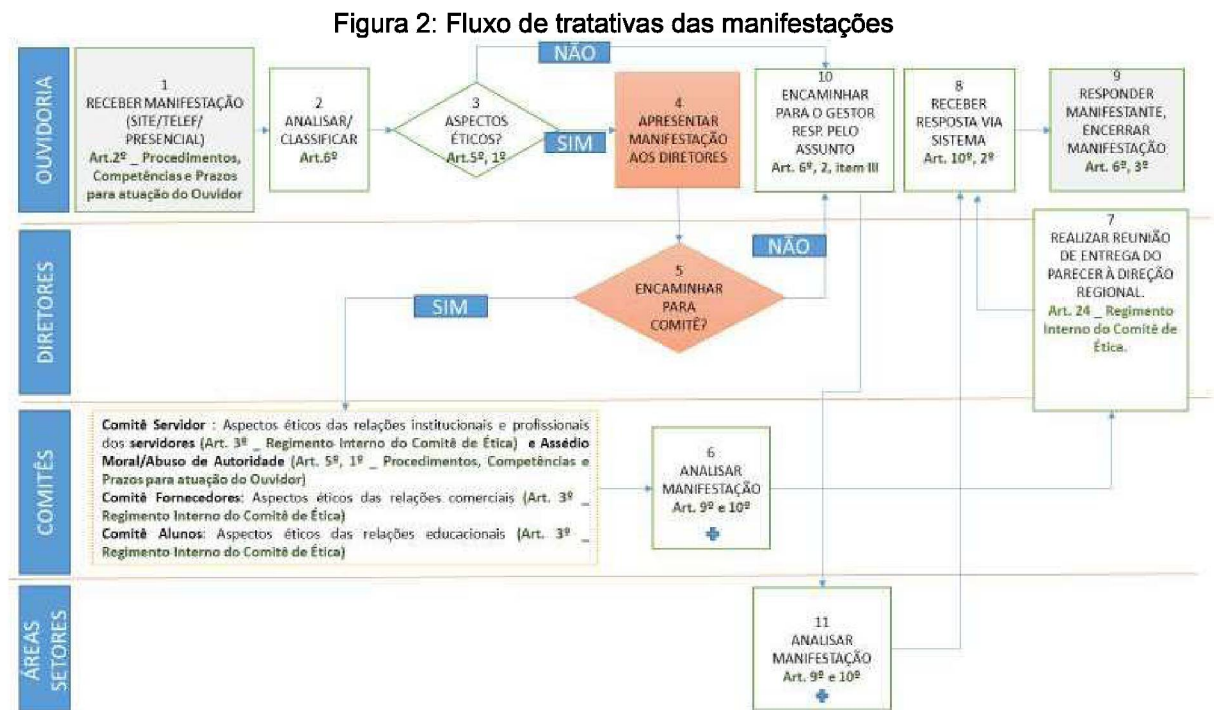 Figura 2: Fluxo de tratativas das manifestações
OUVIDORIA
1
RECEBER MANIFESTAÇÃO
(SITE/TELEF/
PRESENCIAL)
Art.2º _ Procedimentos,
Competências e Prazos
para atuação do Ouvidor
2
ANALISAR/
CLASSIFICAR
Art.6º
3
ASPECTOS
ÉTICOS?
Art.5º, 1º
NÃO
SIM
4
APRESENTAR
MANIFESTAÇÃO
AOS DIRETORES
10
ENCAMINHAR
PARA O GESTOR
RESP. PELO
ASSUNTO
Art. 6º, 2, item III
8
RECEBER
RESPOSTA VIA
SISTEMA
Art. 10º, 2º
9
RESPONDER
MANIFESTANTE,
ENCERRAR
MANIFESTAÇÃO
Art. 6º, 3º
DIRETORES
5
ENCAMINHAR
PARA
COMITÊ?
NÃO
SIM
7
REALIZAR REUNIÃO
DE ENTREGA DO
PARECER À DIREÇÃO
REGIONAL.
Art. 24 _ Regimento
Interno do Comitê de
Ética.
COMITÊS
Comitê Servidor : Aspectos éticos das relações institucionais e profissionais
dos servidores (Art. 3º _ Regimento Interno do Comitê de Ética) e Assédio
Moral/Abuso de Autoridade (Art. 5º, 1º _ Procedimentos, Competências e
Prazos para atuação do Ouvidor)
Comitê Fornecedores: Aspectos éticos das relações comerciais (Art. 3º _
Regimento Interno do Comitê de Ética)
Comitê Alunos: Aspectos éticos das relações educacionais (Art. 3º _
Regimento Interno do Comitê de Ética)
6
ANALISAR
MANIFESTAÇÃO
Art. 9º e 10º
ÁREAS
SETORES
11
ANALISAR
MANIFESTAÇÃO
Art. 9º e 10º